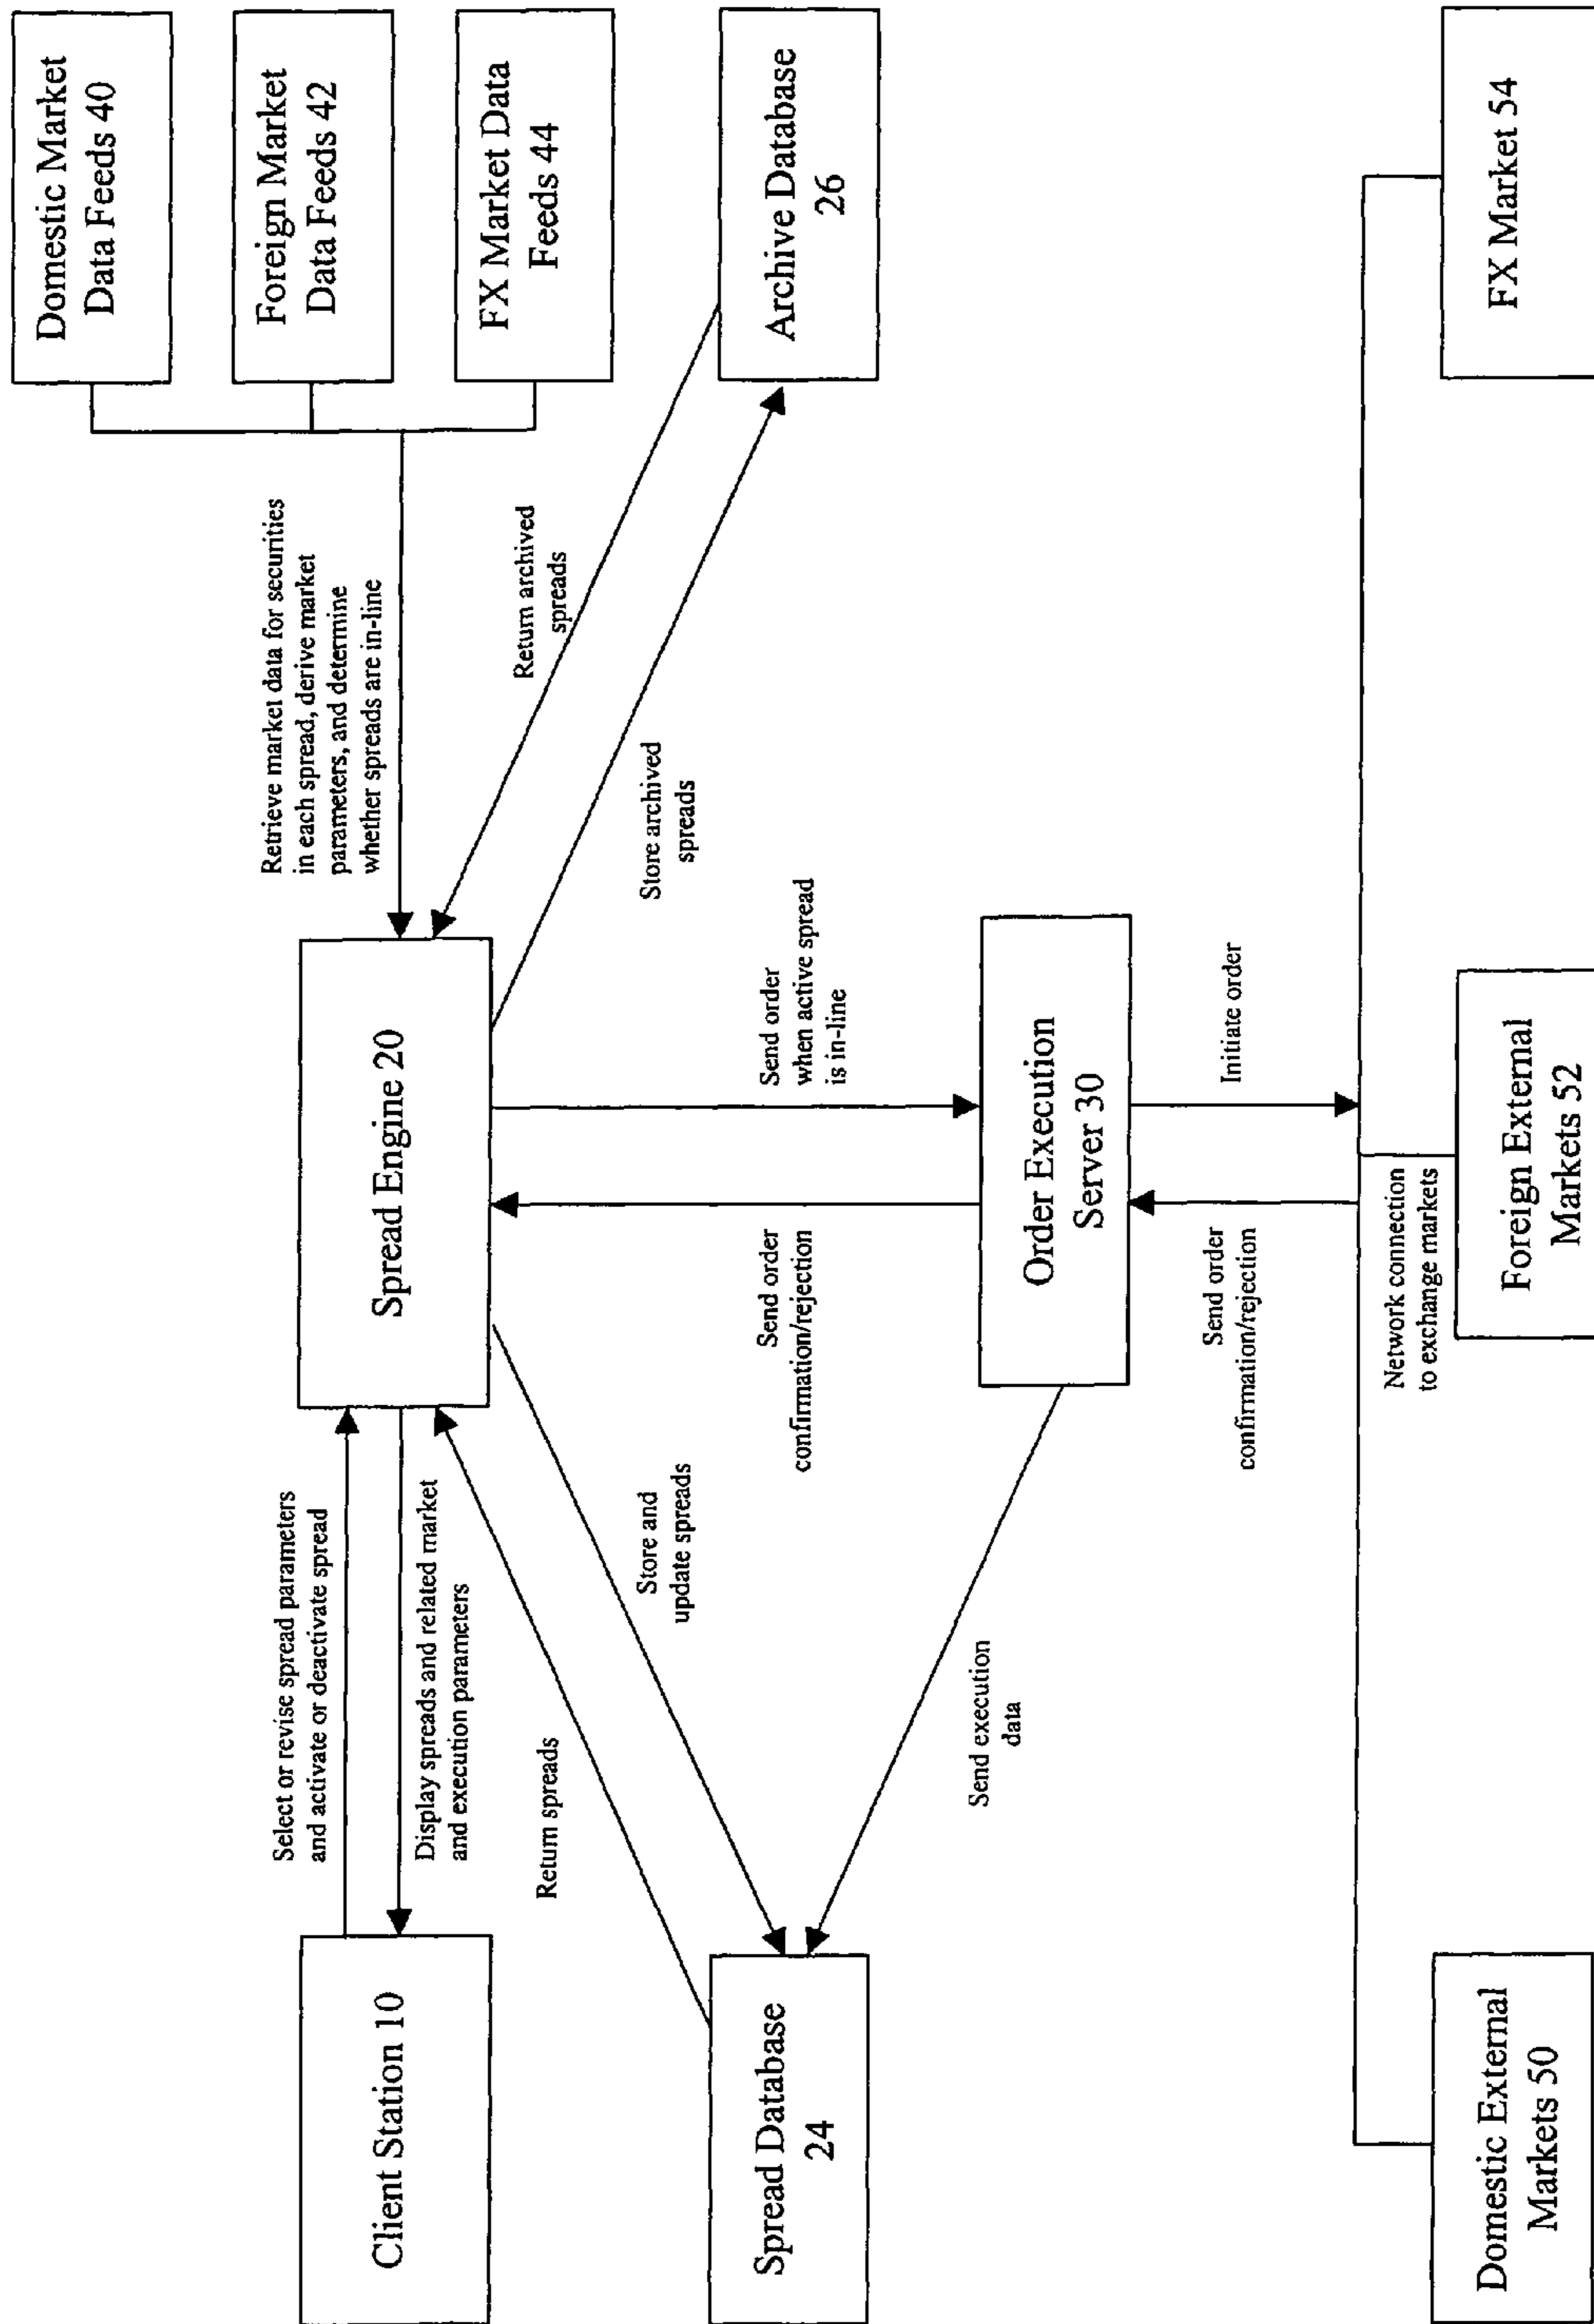 Domestic Market
Data Feeds 40
Foreign Market
Data Feeds 42
FX Market Data
Feeds 44
Client Station 10
Select or revise spread parameters
and activate or deactivate spread
Display spreads and related market
and execution parameters
Spread Engine 20
Retrieve market data for securities
in each spread, derive market
parameters, and determine
whether spreads are in-line
Return spreads
Store and
update spreads
Return archived
spreads
Store archived
spreads
Spread Database
24
Archive Database
26
Send order
confirmation/rejection
Send order
when active spread
is in-line
Send execution
data
Order Execution
Server 30
Send order
confirmation/rejection
Initiate order
Network connection
to exchange markets
Domestic External
Markets 50
Foreign External
Markets 52
FX Market 54